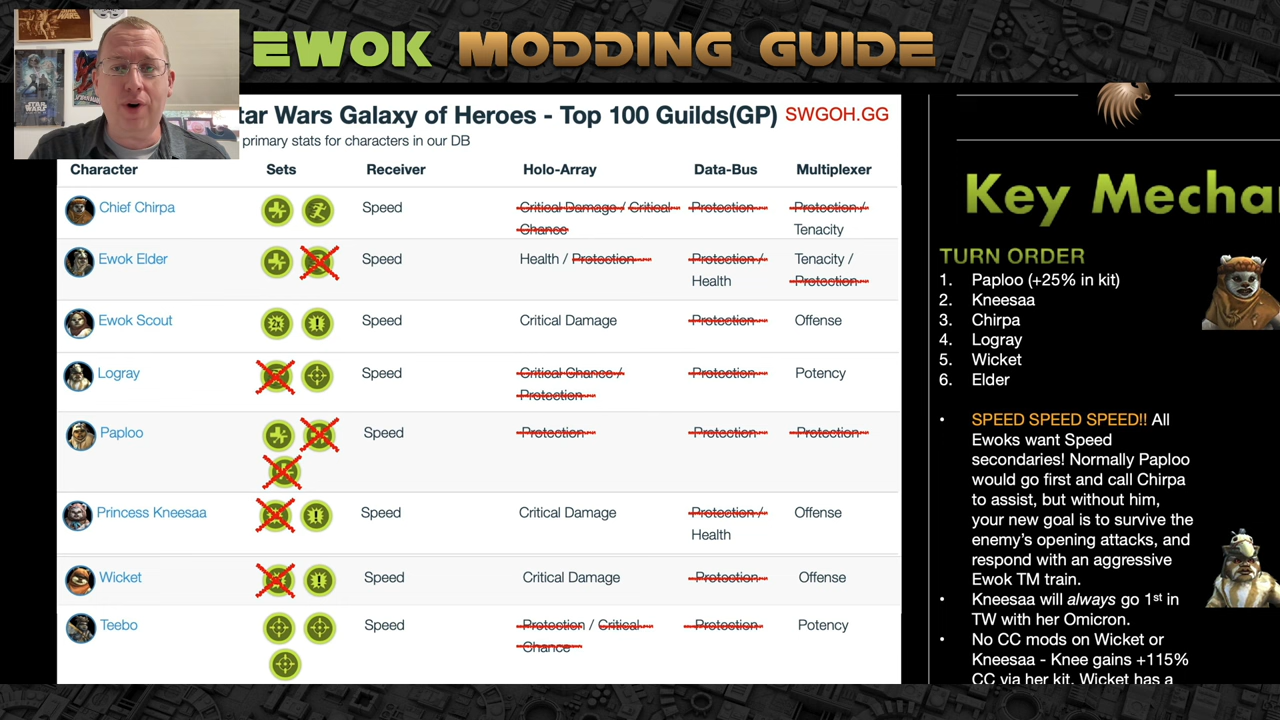 EWOK MODDING GUIDE
STAR WARS
tar Wars Galaxy of Heroes - Top 100 Guilds(GP) SWGOH.GG
primary stats for characters in our DB
Character Sets Receiver Holo-Array Data-Bus Multiplexer
Chief Chirpa Speed Critical Damage / Critical Protection Protection /
Chance Tenacity
Ewok Elder Speed Health / Protection Protection / Tenacity /
Health Protection
Ewok Scout Speed Critical Damage Protection Offense
Logray Speed Critical Chance / Protection Potency
Protection
Paploo Speed Protection Protection Protection
Princess Kneesaa Speed Critical Damage Protection / Offense
Health
Wicket Speed Critical Damage Protection Offense
Teebo Speed Protection / Critical Protection Potency
Chance
Key Mecha
TURN ORDER
1. Paploo (+25% in kit)
2. Kneesaa
3. Chirpa
4. Logray
5. Wicket
6. Elder
• SPEED SPEED SPEED!! All
Ewoks want Speed
secondaries! Normally Paploo
would go first and call Chirpa
to assist, but without him,
your new goal is to survive the
enemy's opening attacks, and
respond with an aggressive
Ewok TM train.
• Kneesaa will always go 1st in
TW with her Omicron.
• No CC mods on Wicket or
Kneesaa - Knee gains +115%
CC via her kit. Wicket has a